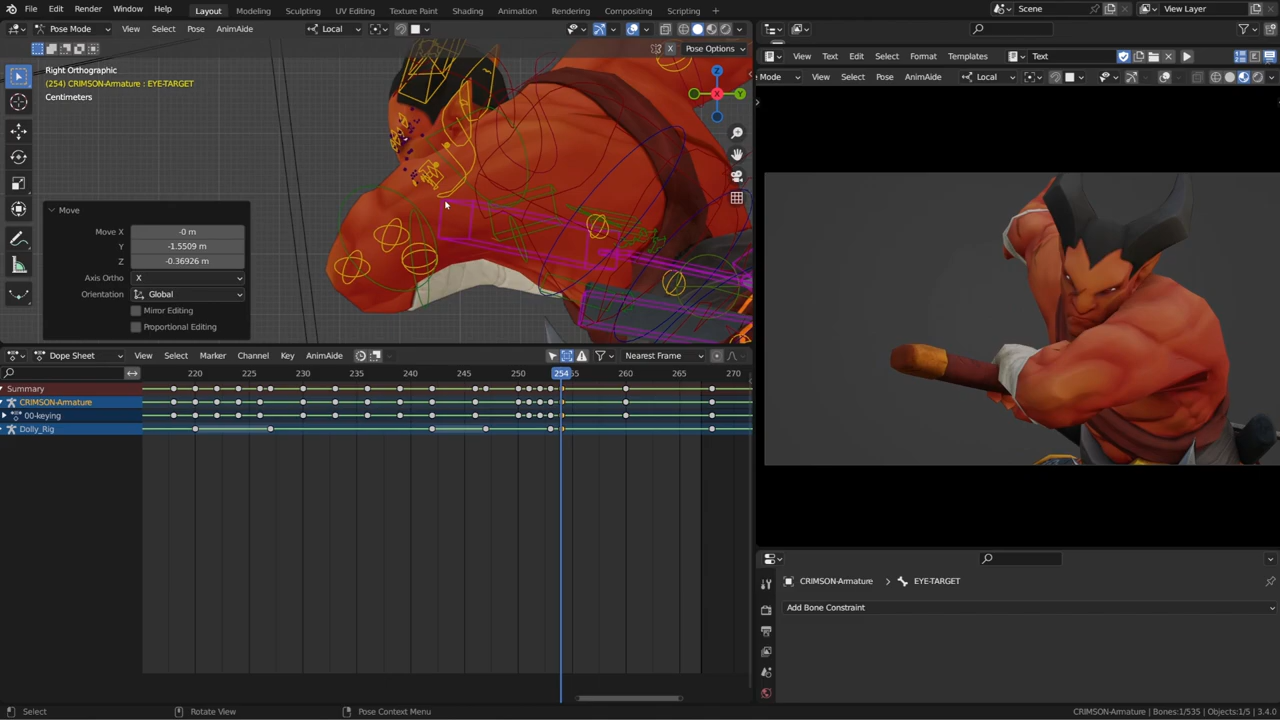 File Edit Render Window Help Layout Modeling Sculpting UV Editing Texture Paint Shading Animation Rendering Compositing Scripting + Scene View Layer
Pose Mode View Select Pose AnimAide Local
X Pose Options
Text View Text Edit Select Format Templates Text
Mode View Select Pose AnimAide Local
Right Orthographic
(254) CRIMSON-Armature : EYE-TARGET
Centimeters
Z
Y
X
Move
Move X -0 m
Y -1.5509 m
Z -0.36926 m
Axis Ortho X
Orientation Global
Mirror Editing
Proportional Editing
Dope Sheet View Select Marker Channel Key AnimAide Nearest Frame
220 225 230 235 240 245 250 254 265 270
Summary
CRIMSON-Armature
00-keying
Dolly_Rig
CRIMSON-Armature > EYE-TARGET
Add Bone Constraint
Select Rotate View Pose Context Menu CRIMSON-Armature | Bones:1/535 | Objects:1/5 | 3.4.0